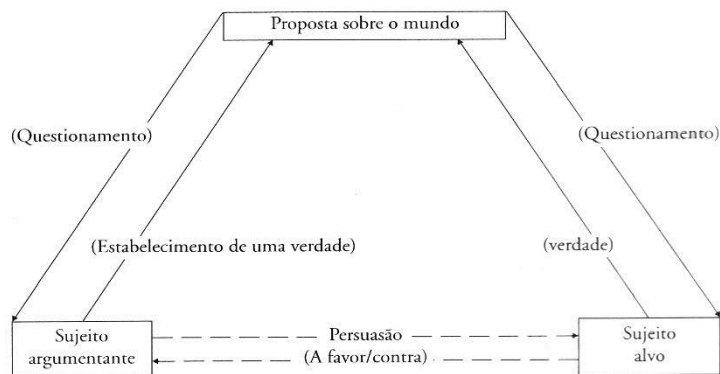 Proposta sobre o mundo
(Questionamento)
(Questionamento)
(Estabelecimento de uma verdade)
(verdade)
Sujeito
argumentante
Persuasão
(A favor/contra)
Sujeito
alvo